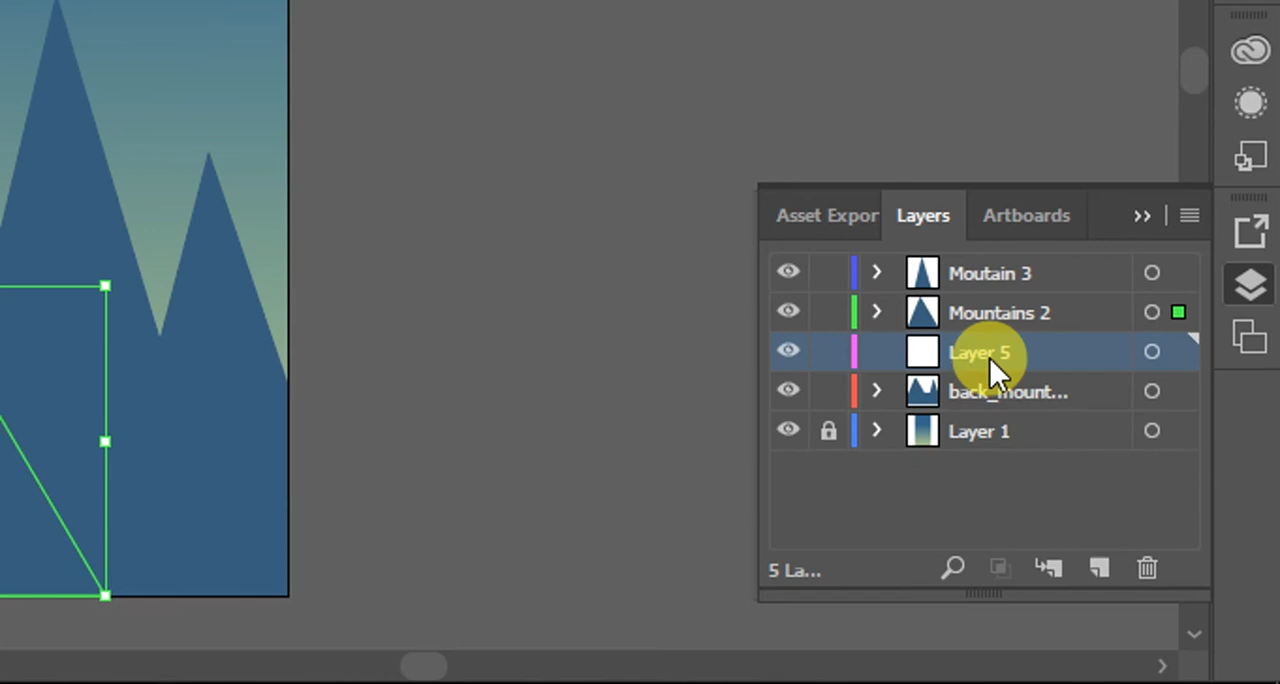 Asset Expor Layers Artboards
Moutain 3
Mountains 2
Layer 5
back_mount...
Layer 1
5 La...